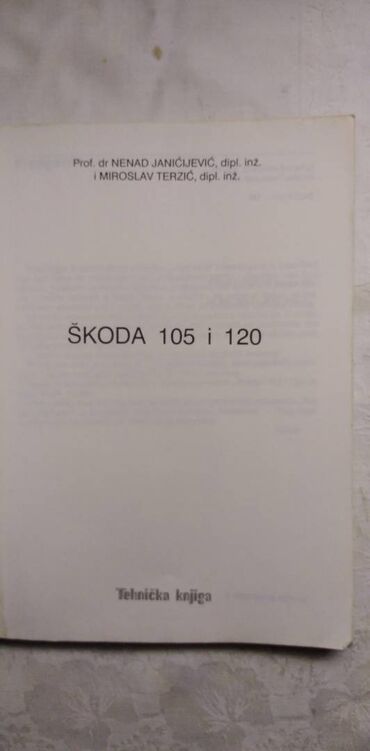 Prof. dr NENAD JANIĆIJEVIĆ, dipl. inž.
i MIROSLAV TERZIĆ, dipl. inž.
ŠKODA 105 i 120
Tehnička knjiga